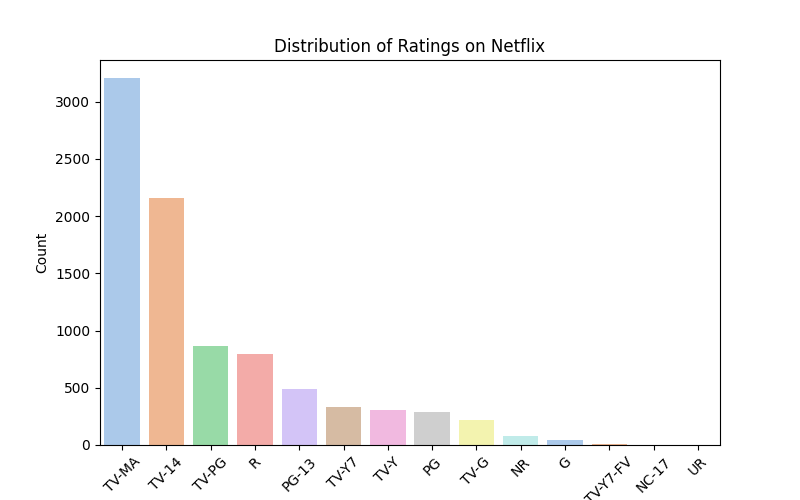 Distribution of Ratings on Netflix
Count
3000
2500
2000
1500
1000
500
0
TV-MA
TV-14
TV-PG
R
PG-13
TV-Y7
TV-Y
PG
TV-G
NR
G
TV-Y7-FV
NC-17
UR